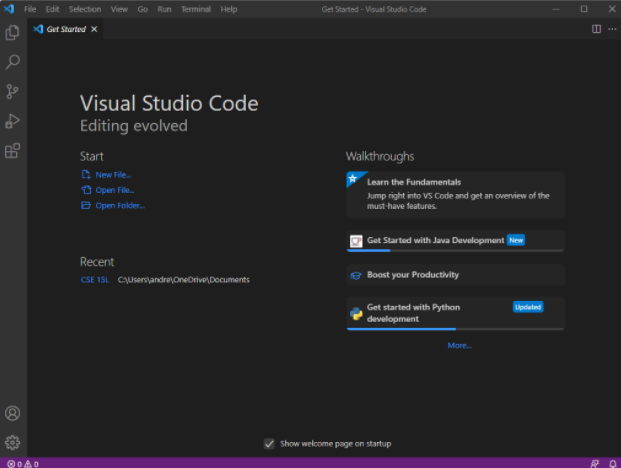 File Edit Selection View Go Run Terminal Help Get Started - Visual Studio Code
Get Started
Visual Studio Code
Editing evolved
Start
New File...
Open File...
Open Folder...
Recent
CSE 15L C:\Users\andre\OneDrive\Documents
Walkthroughs
Learn the Fundamentals
Jump right into VS Code and get an overview of the
must-have features.
Get Started with Java Development New
Boost your Productivity
Get started with Python Updated
development
More...
Show welcome page on startup
0 0